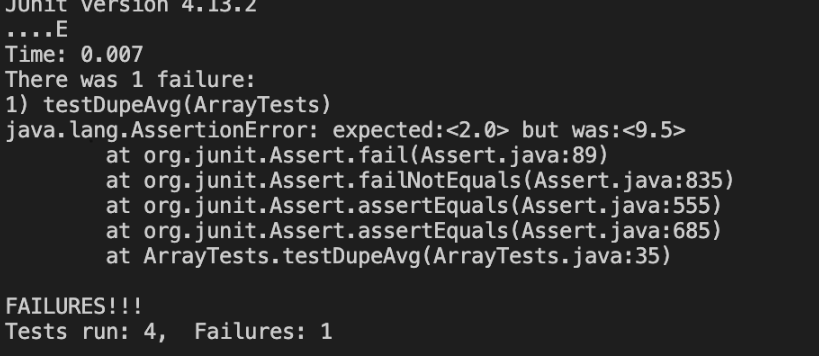 JUnit version 4.13.2
....E
Time: 0.007
There was 1 failure:
1) testDupeAvg(ArrayTests)
java.lang.AssertionError: expected:<2.0> but was:<9.5>
        at org.junit.Assert.fail(Assert.java:89)
        at org.junit.Assert.failNotEquals(Assert.java:835)
        at org.junit.Assert.assertEquals(Assert.java:555)
        at org.junit.Assert.assertEquals(Assert.java:685)
        at ArrayTests.testDupeAvg(ArrayTests.java:35)

FAILURES!!!
Tests run: 4,  Failures: 1